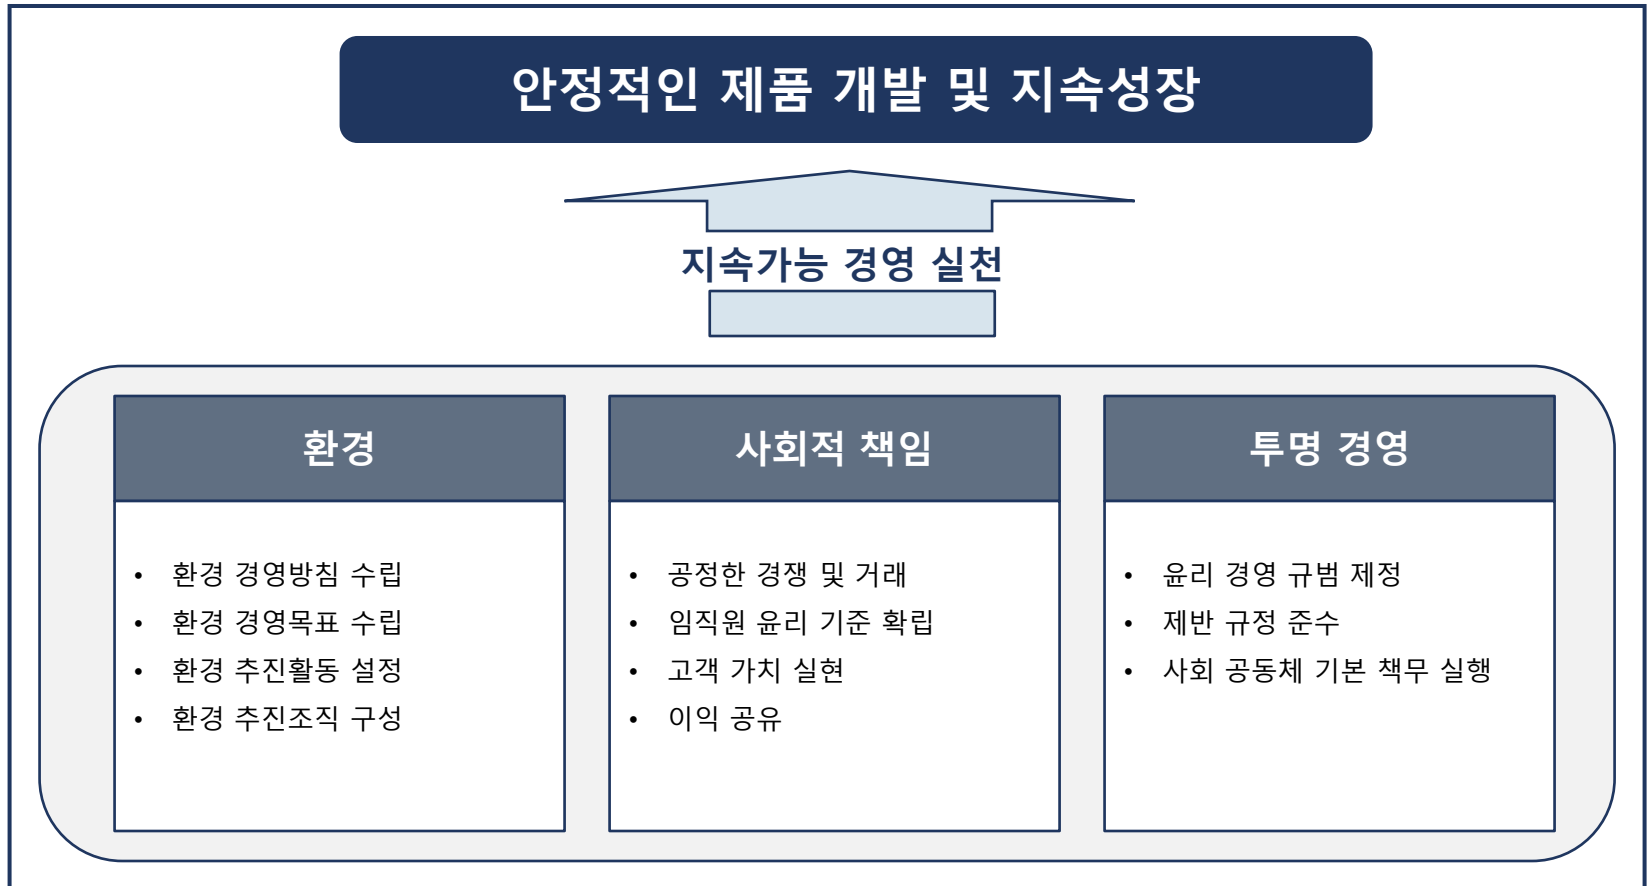 안정적인 제품 개발 및 지속성장
지속가능 경영 실천
환경
• 환경 경영방침 수립
• 환경 경영목표 수립
• 환경 추진활동 설정
• 환경 추진조직 구성
사회적 책임
• 공정한 경쟁 및 거래
• 임직원 윤리 기준 확립
• 고객 가치 실현
• 이익 공유
투명 경영
• 윤리 경영 규범 제정
• 제반 규정 준수
• 사회 공동체 기본 책무 실행